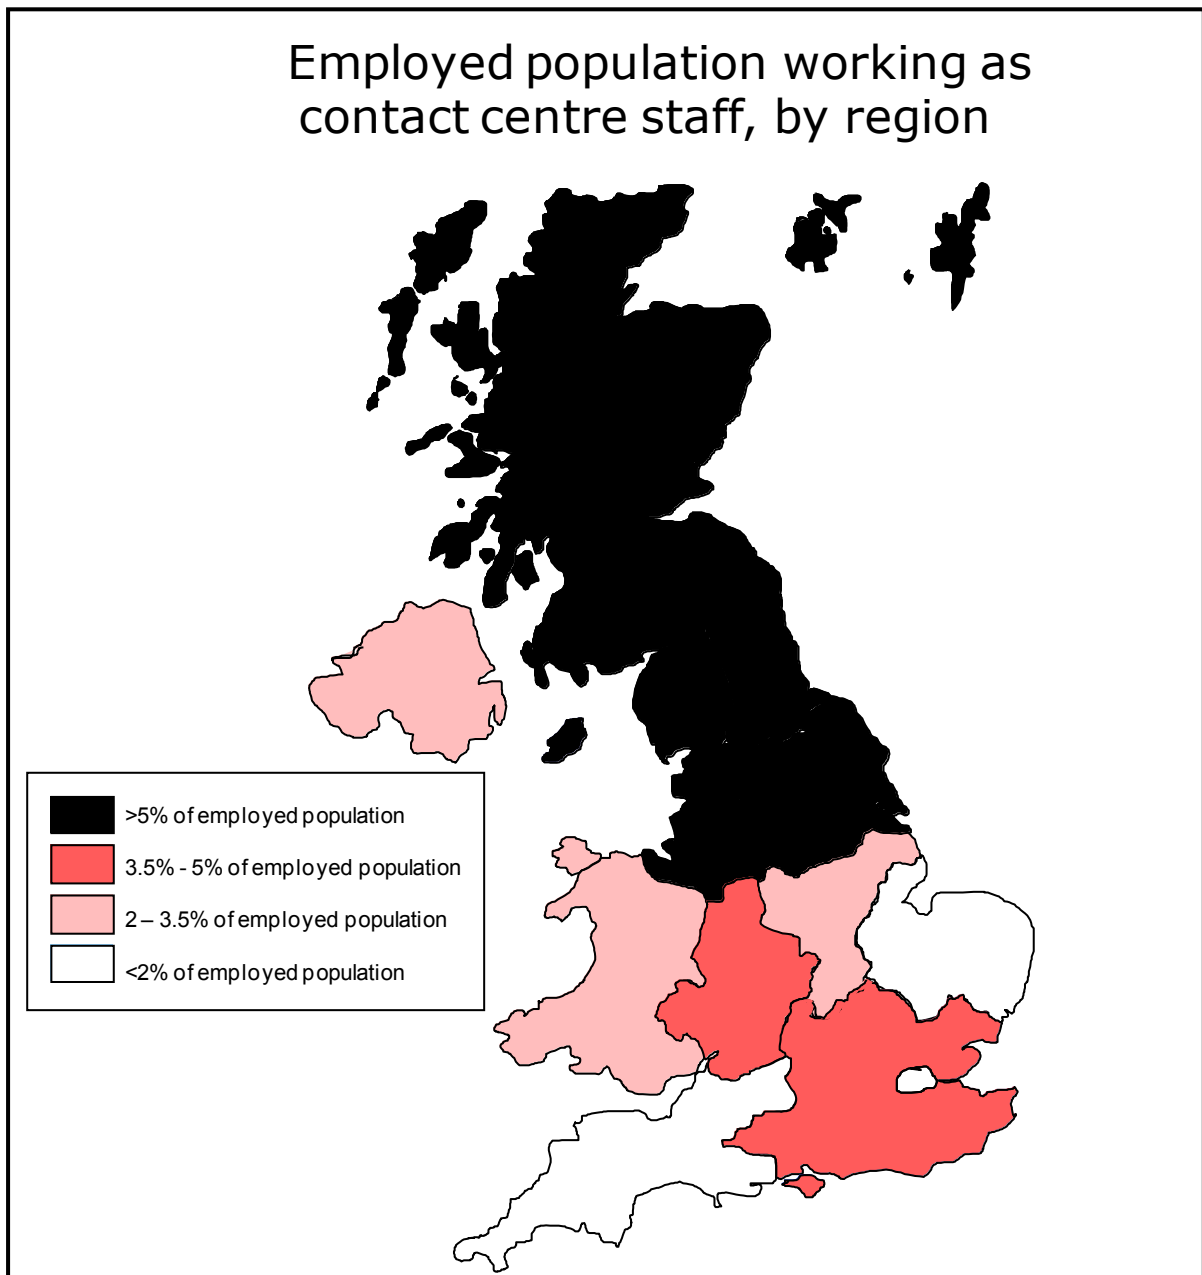 Employed population working as
contact centre staff, by region
>5% of employed population
3.5% - 5% of employed population
2 – 3.5% of employed population
<2% of employed population